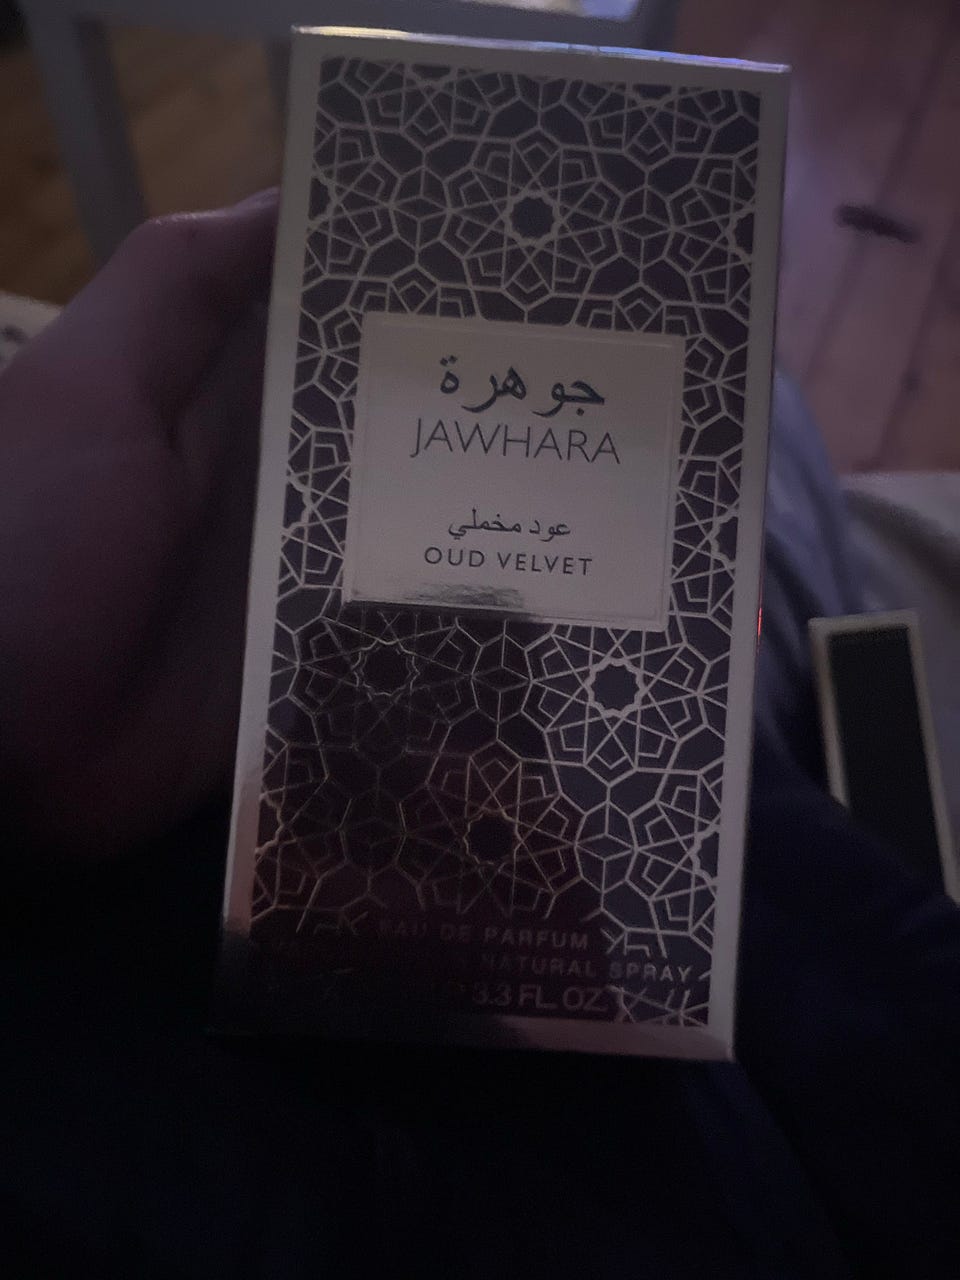 جوهرة
JAWHARA
عود مخملي
OUD VELVET
EAU DE PARFUM
NATURAL SPRAY
3.3 FL. OZ.